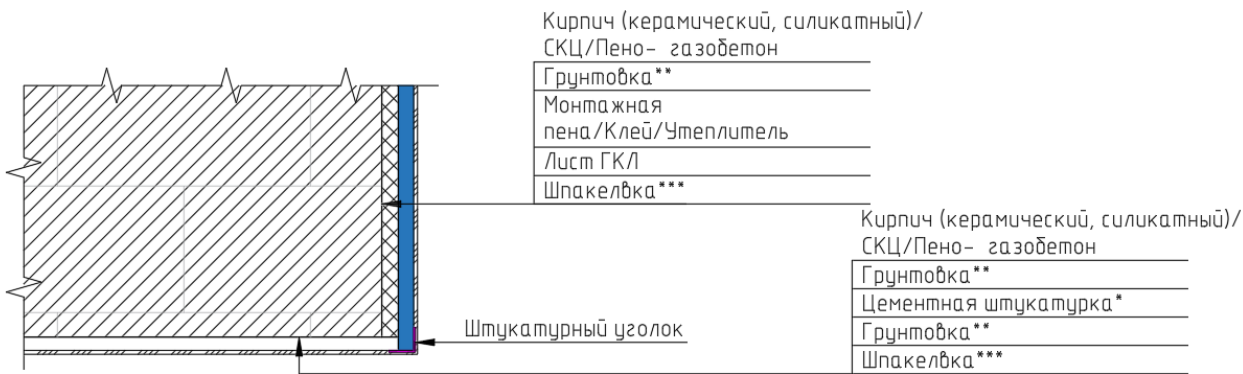 Кирпич (керамический, силикатный)/
СКЦ/Пено- газобетон
Грунтовка**
Монтажная
пена/Клей/Утеплитель
Лист ГКЛ
Шпакелвка***
Кирпич (керамический, силикатный)/
СКЦ/Пено- газобетон
Грунтовка**
Цементная штукатурка*
Грунтовка**
Шпакелвка***
Штукатурный уголок